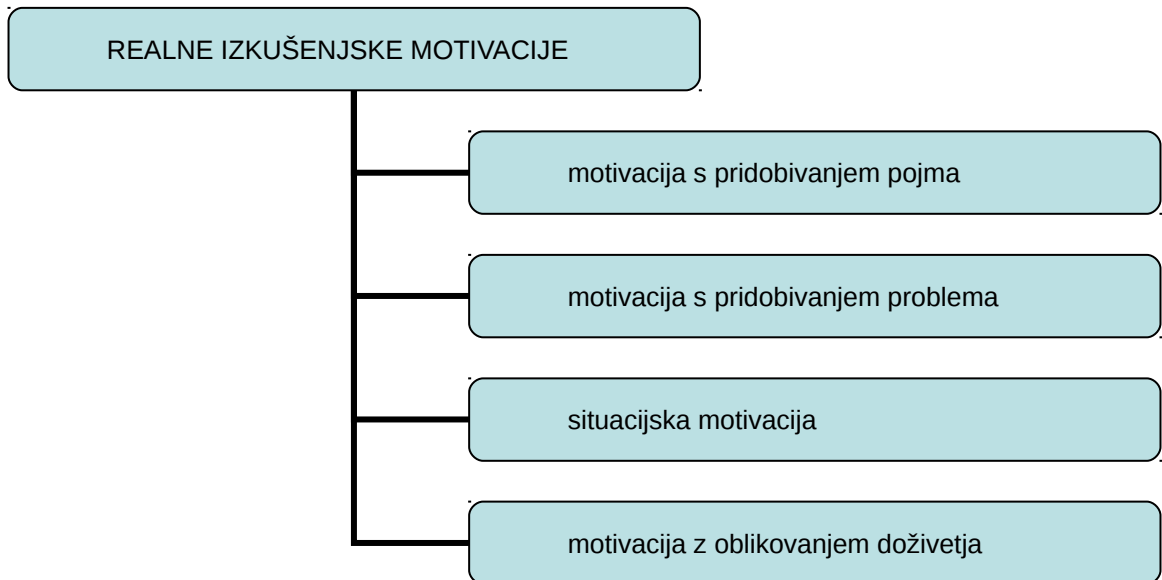 REALNE IZKUŠENJSKE MOTIVACIJE
motivacija s pridobivanjem pojma
motivacija s pridobivanjem problema
situacijska motivacija
motivacija z oblikovanjem doživetja